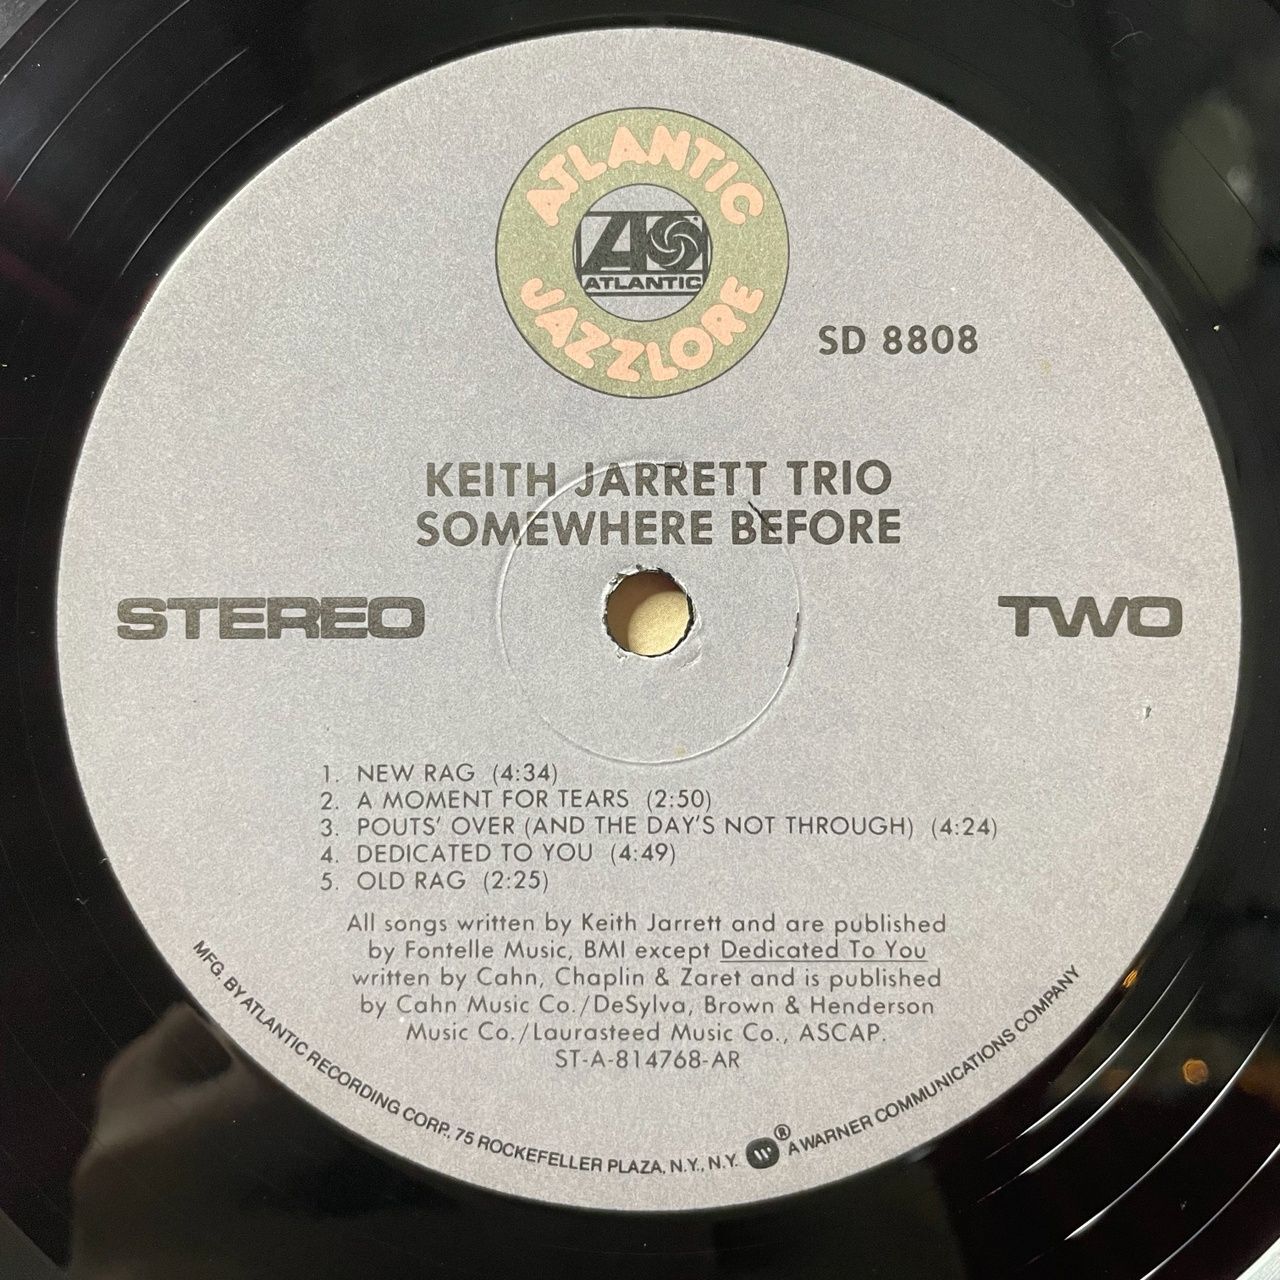 ATLANTIC
ATLANTIC
JAZZLORE
SD 8808
KEITH JARRETT TRIO
SOMEWHERE BEFORE
STEREO
TWO
1. NEW RAG (4:34)
2. A MOMENT FOR TEARS (2:50)
3. POUTS' OVER (AND THE DAY'S NOT THROUGH) (4:24)
4. DEDICATED TO YOU (4:49)
5. OLD RAG (2:25)
All songs written by Keith Jarrett and are published
by Fontelle Music, BMI except Dedicated To You
written by Cahn, Chaplin & Zaret and is published
by Cahn Music Co./DeSylva, Brown & Henderson
Music Co./Laurasteed Music Co., ASCAP.
ST-A-814768-AR
MFG. BY ATLANTIC RECORDING CORP., 75 ROCKEFELLER PLAZA, N.Y., N.Y. ® A WARNER COMMUNICATIONS COMPANY